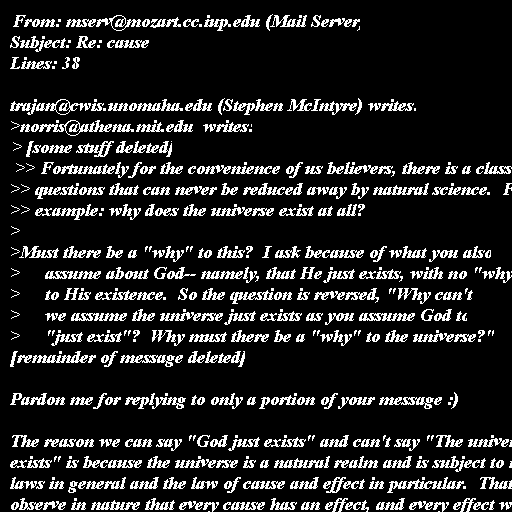 From: mserv@mozart.cc.iup.edu (Mail Server)
Subject: Re: cause
Lines: 38
trajan@cwis.unomaha.edu (Stephen McIntyre) writes:
>norris@athena.mit.edu  writes:
> [some stuff deleted]
>> Fortunately for the convenience of us believers, there is a class
>> questions that can never be reduced away by natural science.  F
>> example: why does the universe exist at all?
>
>Must there be a "why" to this?  I ask because of what you also
>     assume about God-- namely, that He just exists, with no "why
>     to His existence.  So the question is reversed, "Why can't
>     we assume the universe just exists as you assume God to
>     "just exist"?  Why must there be a "why" to the universe?"
[remainder of message deleted]
Pardon me for replying to only a portion of your message :)
The reason we can say "God just exists" and can't say "The
exists" is because the universe is a natural realm and is subject to
laws in general and the law of cause and effect in particular.  That
observe in nature that every cause has an effect, and every effect